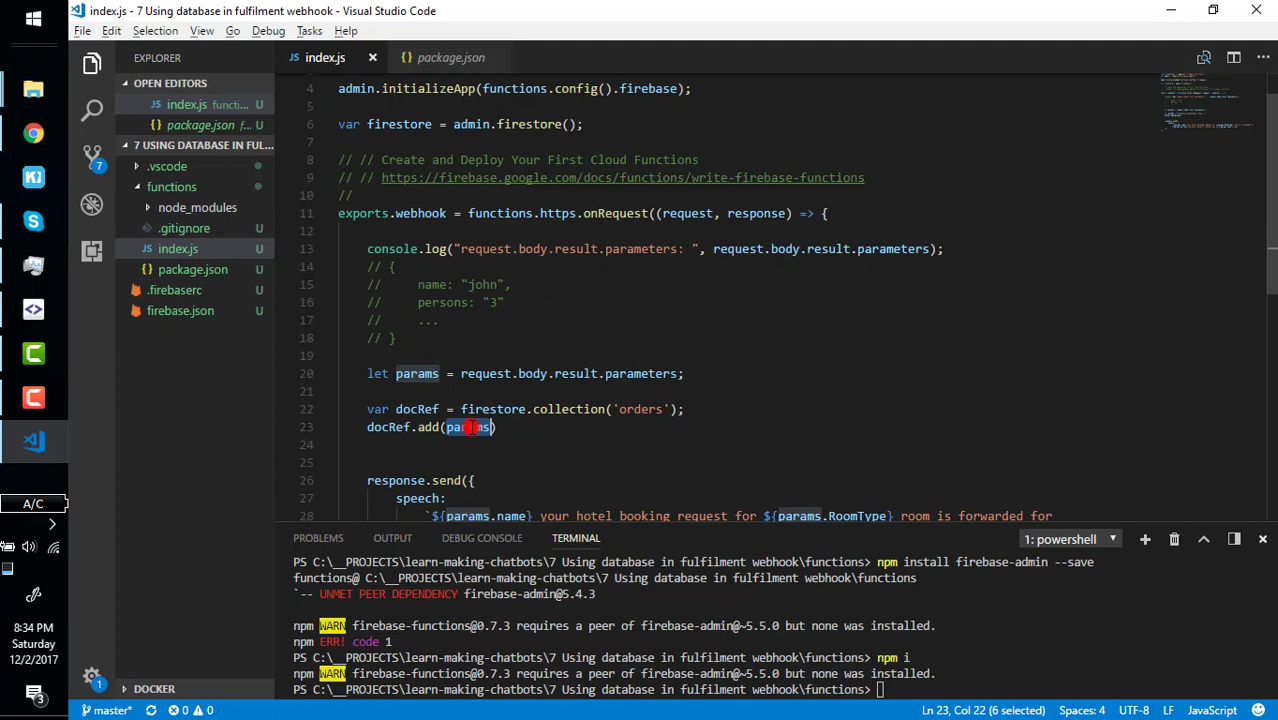 index.js - 7 Using database in fulfilment webhook - Visual Studio Code
File Edit Selection View Go Debug Tasks Help
EXPLORER
index.js
package.json
OPEN EDITORS
index.js functi... U
package.json f... U
7 USING DATABASE IN FUL...
.vscode
functions
node_modules
.gitignore U
index.js U
package.json U
.firebaserc U
firebase.json U
DOCKER
4 admin.initializeApp(functions.config().firebase);
5
6 var firestore = admin.firestore();
7
8 // // Create and Deploy Your First Cloud Functions
9 // // https://firebase.google.com/docs/functions/write-firebase-functions
10 //
11 exports.webhook = functions.https.onRequest((request, response) => {
12
13 console.log("request.body.result.parameters: ", request.body.result.parameters);
14 // {
15 // name: "john",
16 // persons: "3"
17 // ...
18 // }
19
20 let params = request.body.result.parameters;
21
22 var docRef = firestore.collection('orders');
23 docRef.add(params)
24
25
26 response.send({
27 speech:
28 `${params.name} your hotel booking request for ${params.RoomType} room is forwarded for
PROBLEMS OUTPUT DEBUG CONSOLE TERMINAL 1: powershell
PS C:\__PROJECTS\learn-making-chatbots\7 Using database in fulfilment webhook\functions> npm install firebase-admin --save
functions@ C:\__PROJECTS\learn-making-chatbots\7 Using database in fulfilment webhook\functions
`-- UNMET PEER DEPENDENCY firebase-admin@5.4.3
npm WARN firebase-functions@0.7.3 requires a peer of firebase-admin@~5.5.0 but none was installed.
npm ERR! code 1
PS C:\__PROJECTS\learn-making-chatbots\7 Using database in fulfilment webhook\functions> npm i
npm WARN firebase-functions@0.7.3 requires a peer of firebase-admin@~5.5.0 but none was installed.
PS C:\__PROJECTS\learn-making-chatbots\7 Using database in fulfilment webhook\functions>
master* 0 0 Ln 23, Col 22 (6 selected) Spaces: 4 UTF-8 LF JavaScript
7
1
A/C
8:34 PM
Saturday
12/2/2017
3